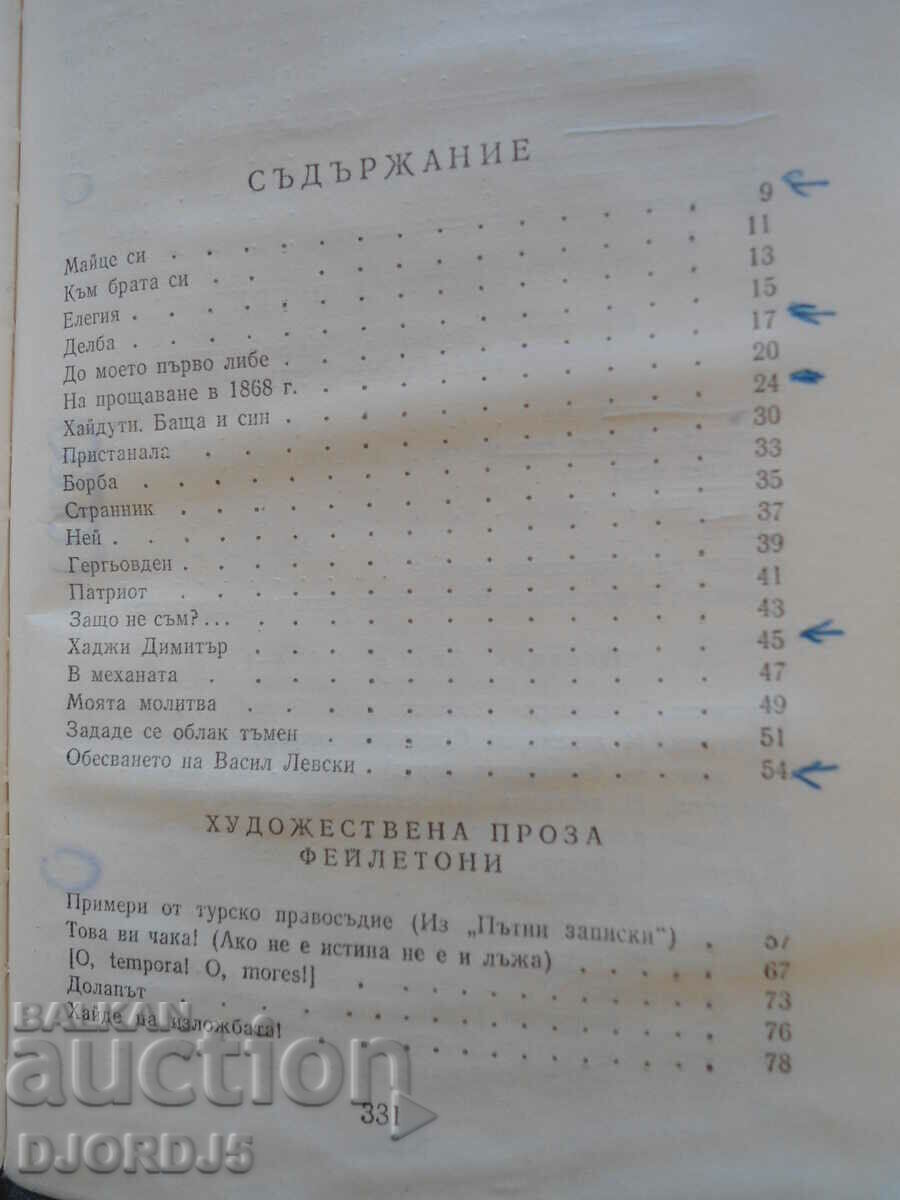 СЪДЪРЖАНИЕ
Майце си . . . . . . . . . . . . 9
Към брата си . . . . . . . . . . . 11
Елегия . . . . . . . . . . . . . 13
Делба . . . . . . . . . . . . . 15
До моето първо либе . . . . . . . . . 17
На прощаване в 1868 г. . . . . . . . . . 20
Хайдути. Баща и син . . . . . . . . . 24
Пристанала . . . . . . . . . . . 30
Борба . . . . . . . . . . . . . 33
Странник . . . . . . . . . . . . 35
Ней . . . . . . . . . . . . . . 37
Гергьовден . . . . . . . . . . . . 39
Патриот . . . . . . . . . . . . 41
Защо не съм?... . . . . . . . . . . . 43
Хаджи Димитър . . . . . . . . . . . 45
В механата . . . . . . . . . . . 47
Моята молитва . . . . . . . . . . . 49
Зададе се облак тъмен . . . . . . . . . 51
Обесването на Васил Левски . . . . . . . . 54
ХУДОЖЕСТВЕНА ПРОЗА
ФЕЙЛЕТОНИ
Примери от турско правосъдие (Из „Пътни записки“) . 57
Това ви чака! (Ако не е истина не е и лъжа) . . . . 67
[O, tempora! O, mores!] . . . . . . . . . 73
Долапът . . . . . . . . . . . . 76
Хайде на изложбата! . . . . . . . . . . 78
331
BALKAN
auction
DJORDJ5